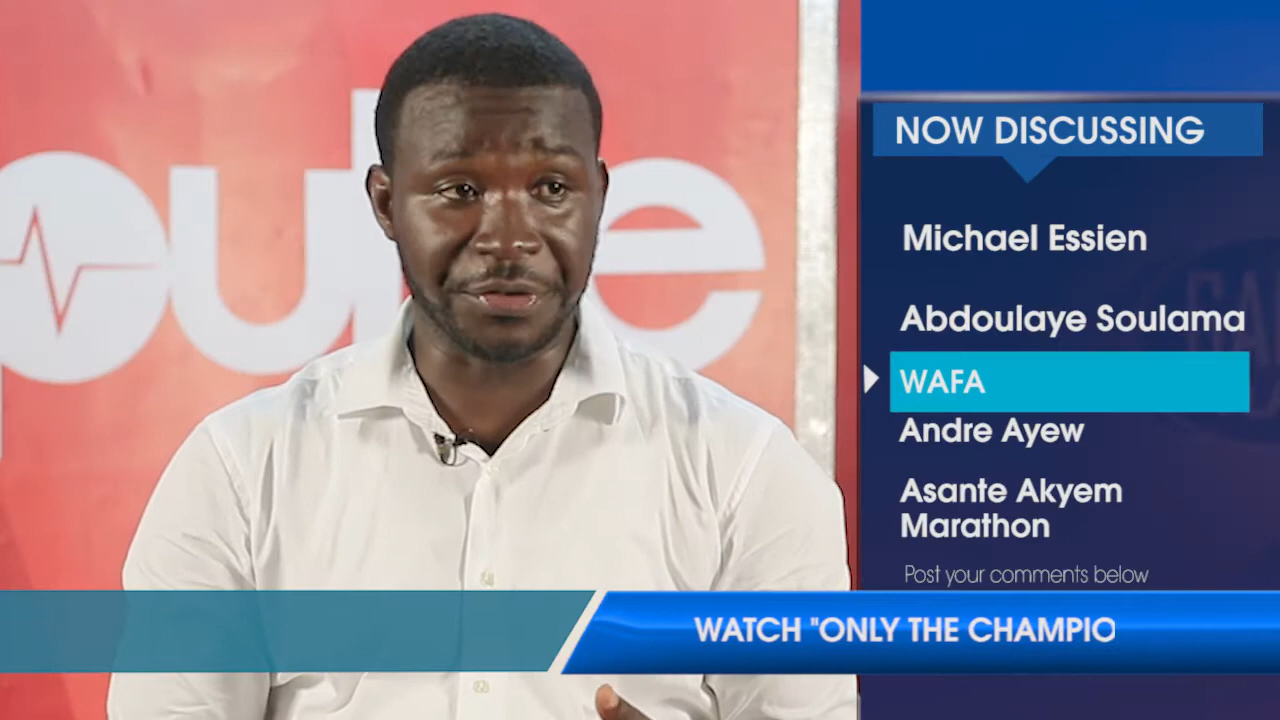 pulse
NOW DISCUSSING
Michael Essien
Abdoulaye Soulama
WAFA
Andre Ayew
Asante Akyem
Marathon
Post your comments below
WATCH "ONLY THE CHAMPIO